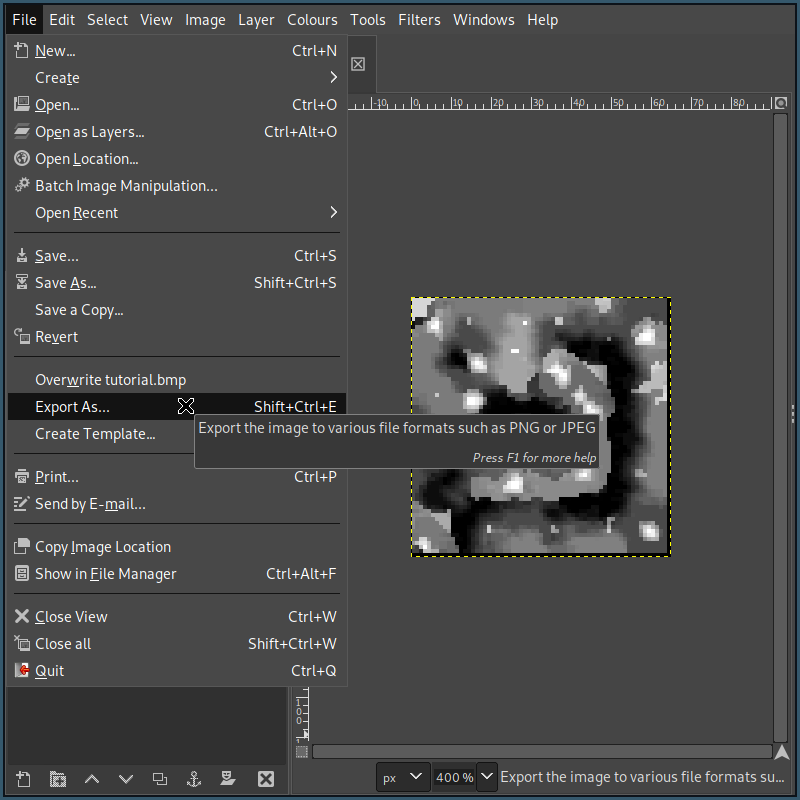 File Edit Select View Image Layer Colours Tools Filters Windows Help
New... Ctrl+N
Create
Open... Ctrl+O
Open as Layers... Ctrl+Alt+O
Open Location...
Batch Image Manipulation...
Open Recent
-10 0 10 20 30 40 50 60 70 80
Save... Ctrl+S
Save As... Shift+Ctrl+S
Save a Copy...
Revert
Overwrite tutorial.bmp
Export As... Shift+Ctrl+E
Create Template...
Export the image to various file formats such as PNG or JPEG
Press F1 for more help
Print... Ctrl+P
Send by E-mail...
Copy Image Location
Show in File Manager Ctrl+Alt+F
Close View Ctrl+W
Close all Shift+Ctrl+W
Quit Ctrl+Q
100
px 400 % Export the image to various file formats su...